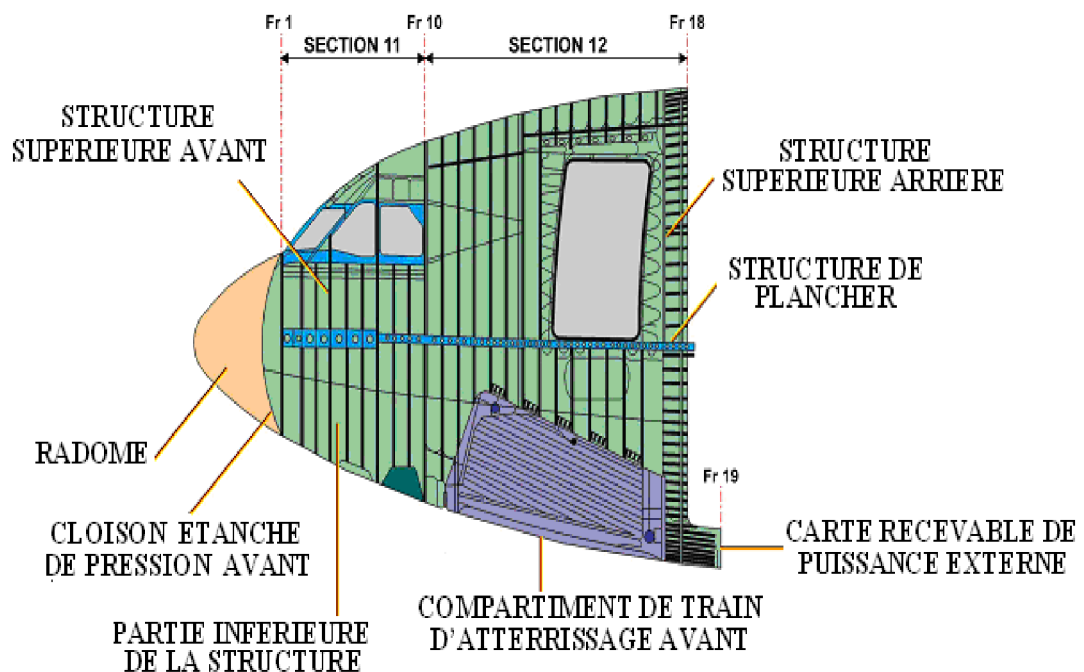 Fr 1
Fr 10
Fr 18
SECTION 11
SECTION 12
STRUCTURE
SUPERIEURE AVANT
STRUCTURE
SUPERIEURE ARRIERE
STRUCTURE DE
PLANCHER
RADOME
Fr 19
CLOISON ETANCHE
DE PRESSION AVANT
CARTE RECEVABLE DE
PUISSANCE EXTERNE
PARTIE INFERIEURE
DE LA STRUCTURE
COMPARTIMENT DE TRAIN
D'ATTERRISSAGE AVANT